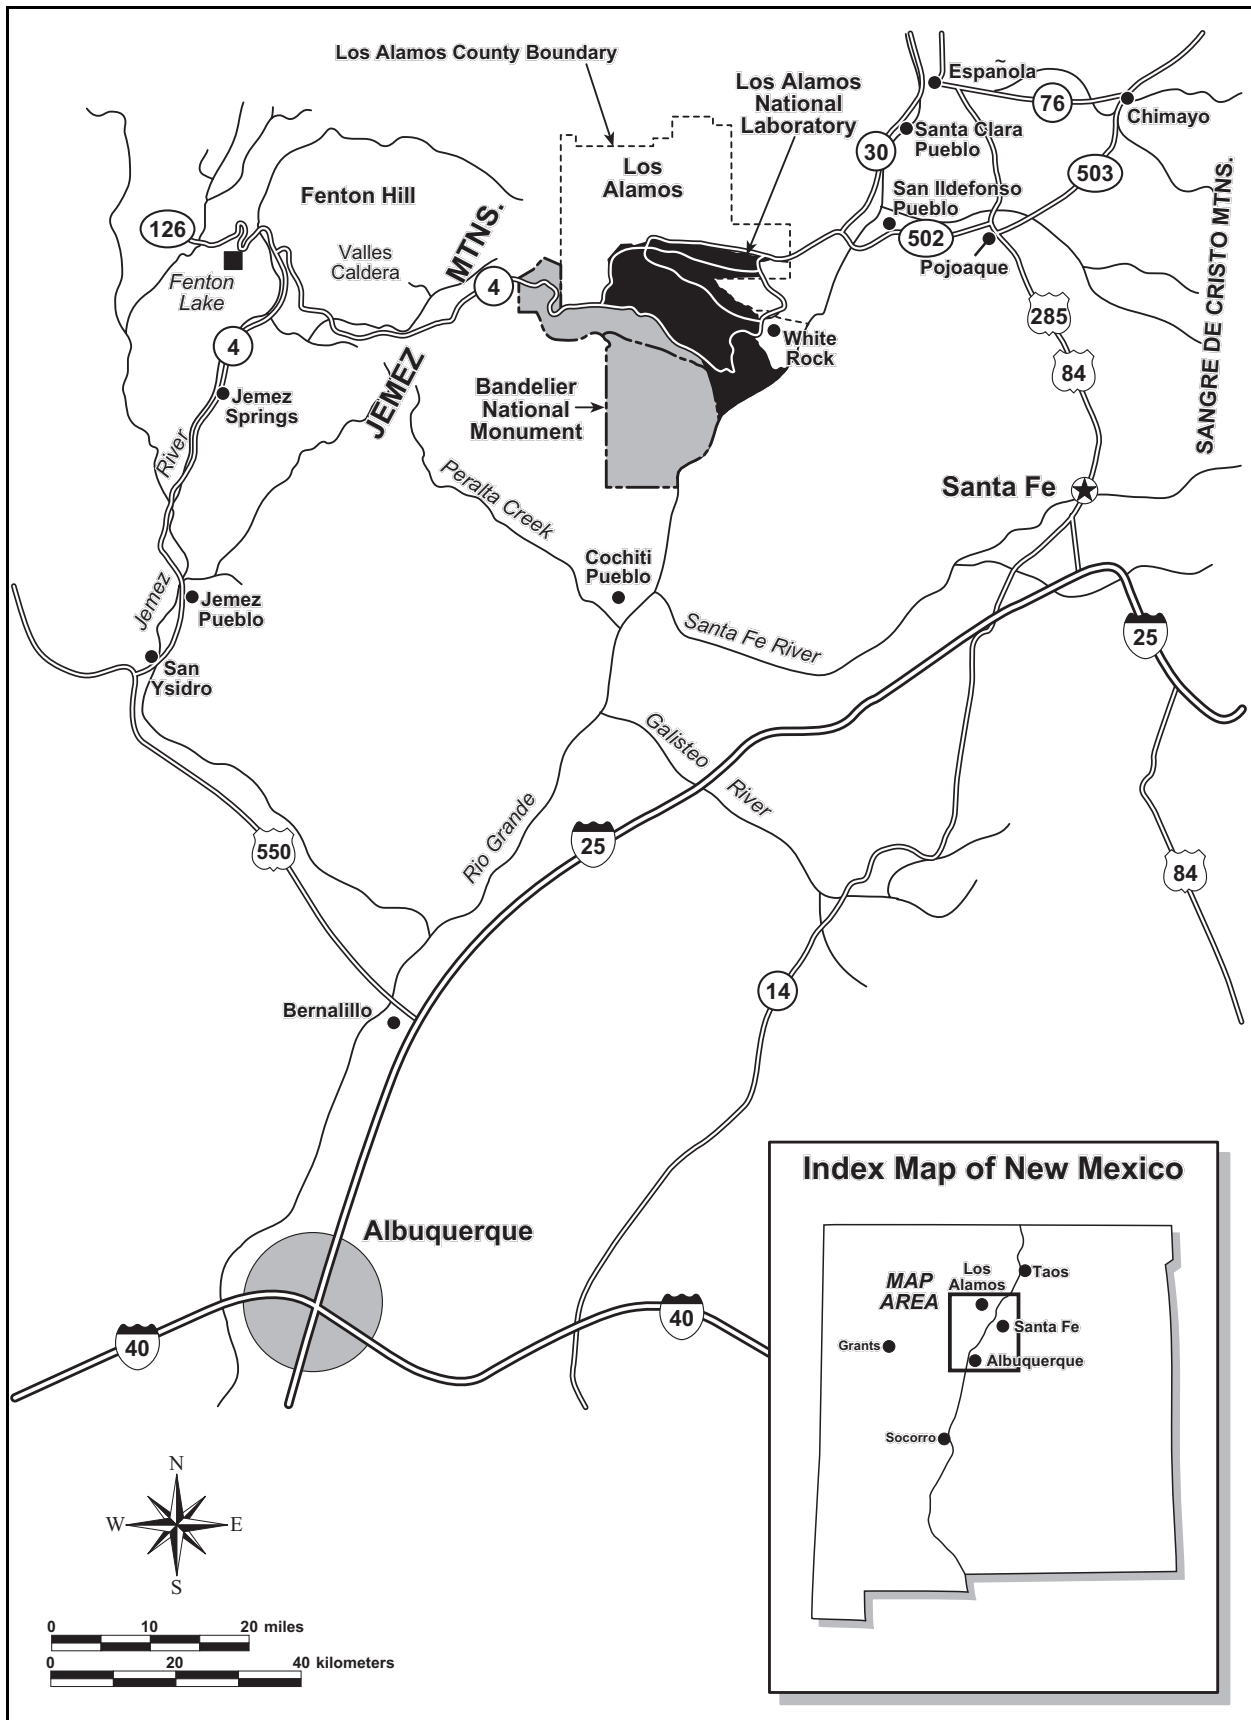 Los Alamos County Boundary
Los Alamos
National
Laboratory
Española
76
Chimayo
Santa Clara
Pueblo
30
503
Los
Alamos
San Ildefonso
Pueblo
502
Pojoaque
Fenton Hill
126
Valles
Caldera
MTNS.
Fenton
Lake
4
4
SANGRE DE CRISTO MTNS.
285
84
White
Rock
JEMEZ
Jemez
Springs
Bandelier
National
Monument
River
Peralta Creek
Santa Fe
Cochiti
Pueblo
Jemez
Jemez
Pueblo
Santa Fe River
25
San
Ysidro
Galisteo
River
Rio Grande
25
550
84
14
Bernalillo
Albuquerque
40
40
Index Map of New Mexico
MAP
AREA
Los
Alamos
Taos
Santa Fe
Grants
Albuquerque
Socorro
N
W
E
S
0 10 20 miles
0 20 40 kilometers